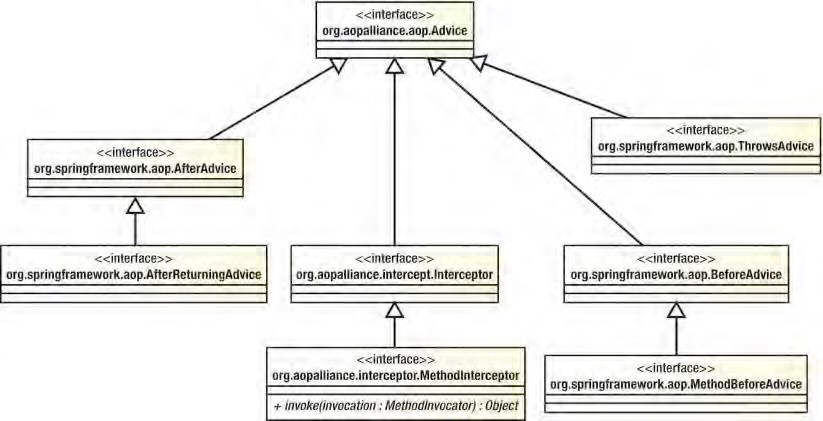 <<interface>>
org.aopalliance.aop.Advice
<<interface>>
org.springframework.aop.ThrowsAdvice
<<interface>>
org.springframework.aop.AfterAdvice
<<interface>>
org.springframework.aop.AfterReturningAdvice
<<interface>>
org.aopalliance.intercept.Interceptor
<<interface>>
org.springframework.aop.BeforeAdvice
<<interface>>
org.aopalliance.interceptor.MethodInterceptor
+ invoke(invocation : MethodInvocator) : Object
<<interface>>
org.springframework.aop.MethodBeforeAdvice